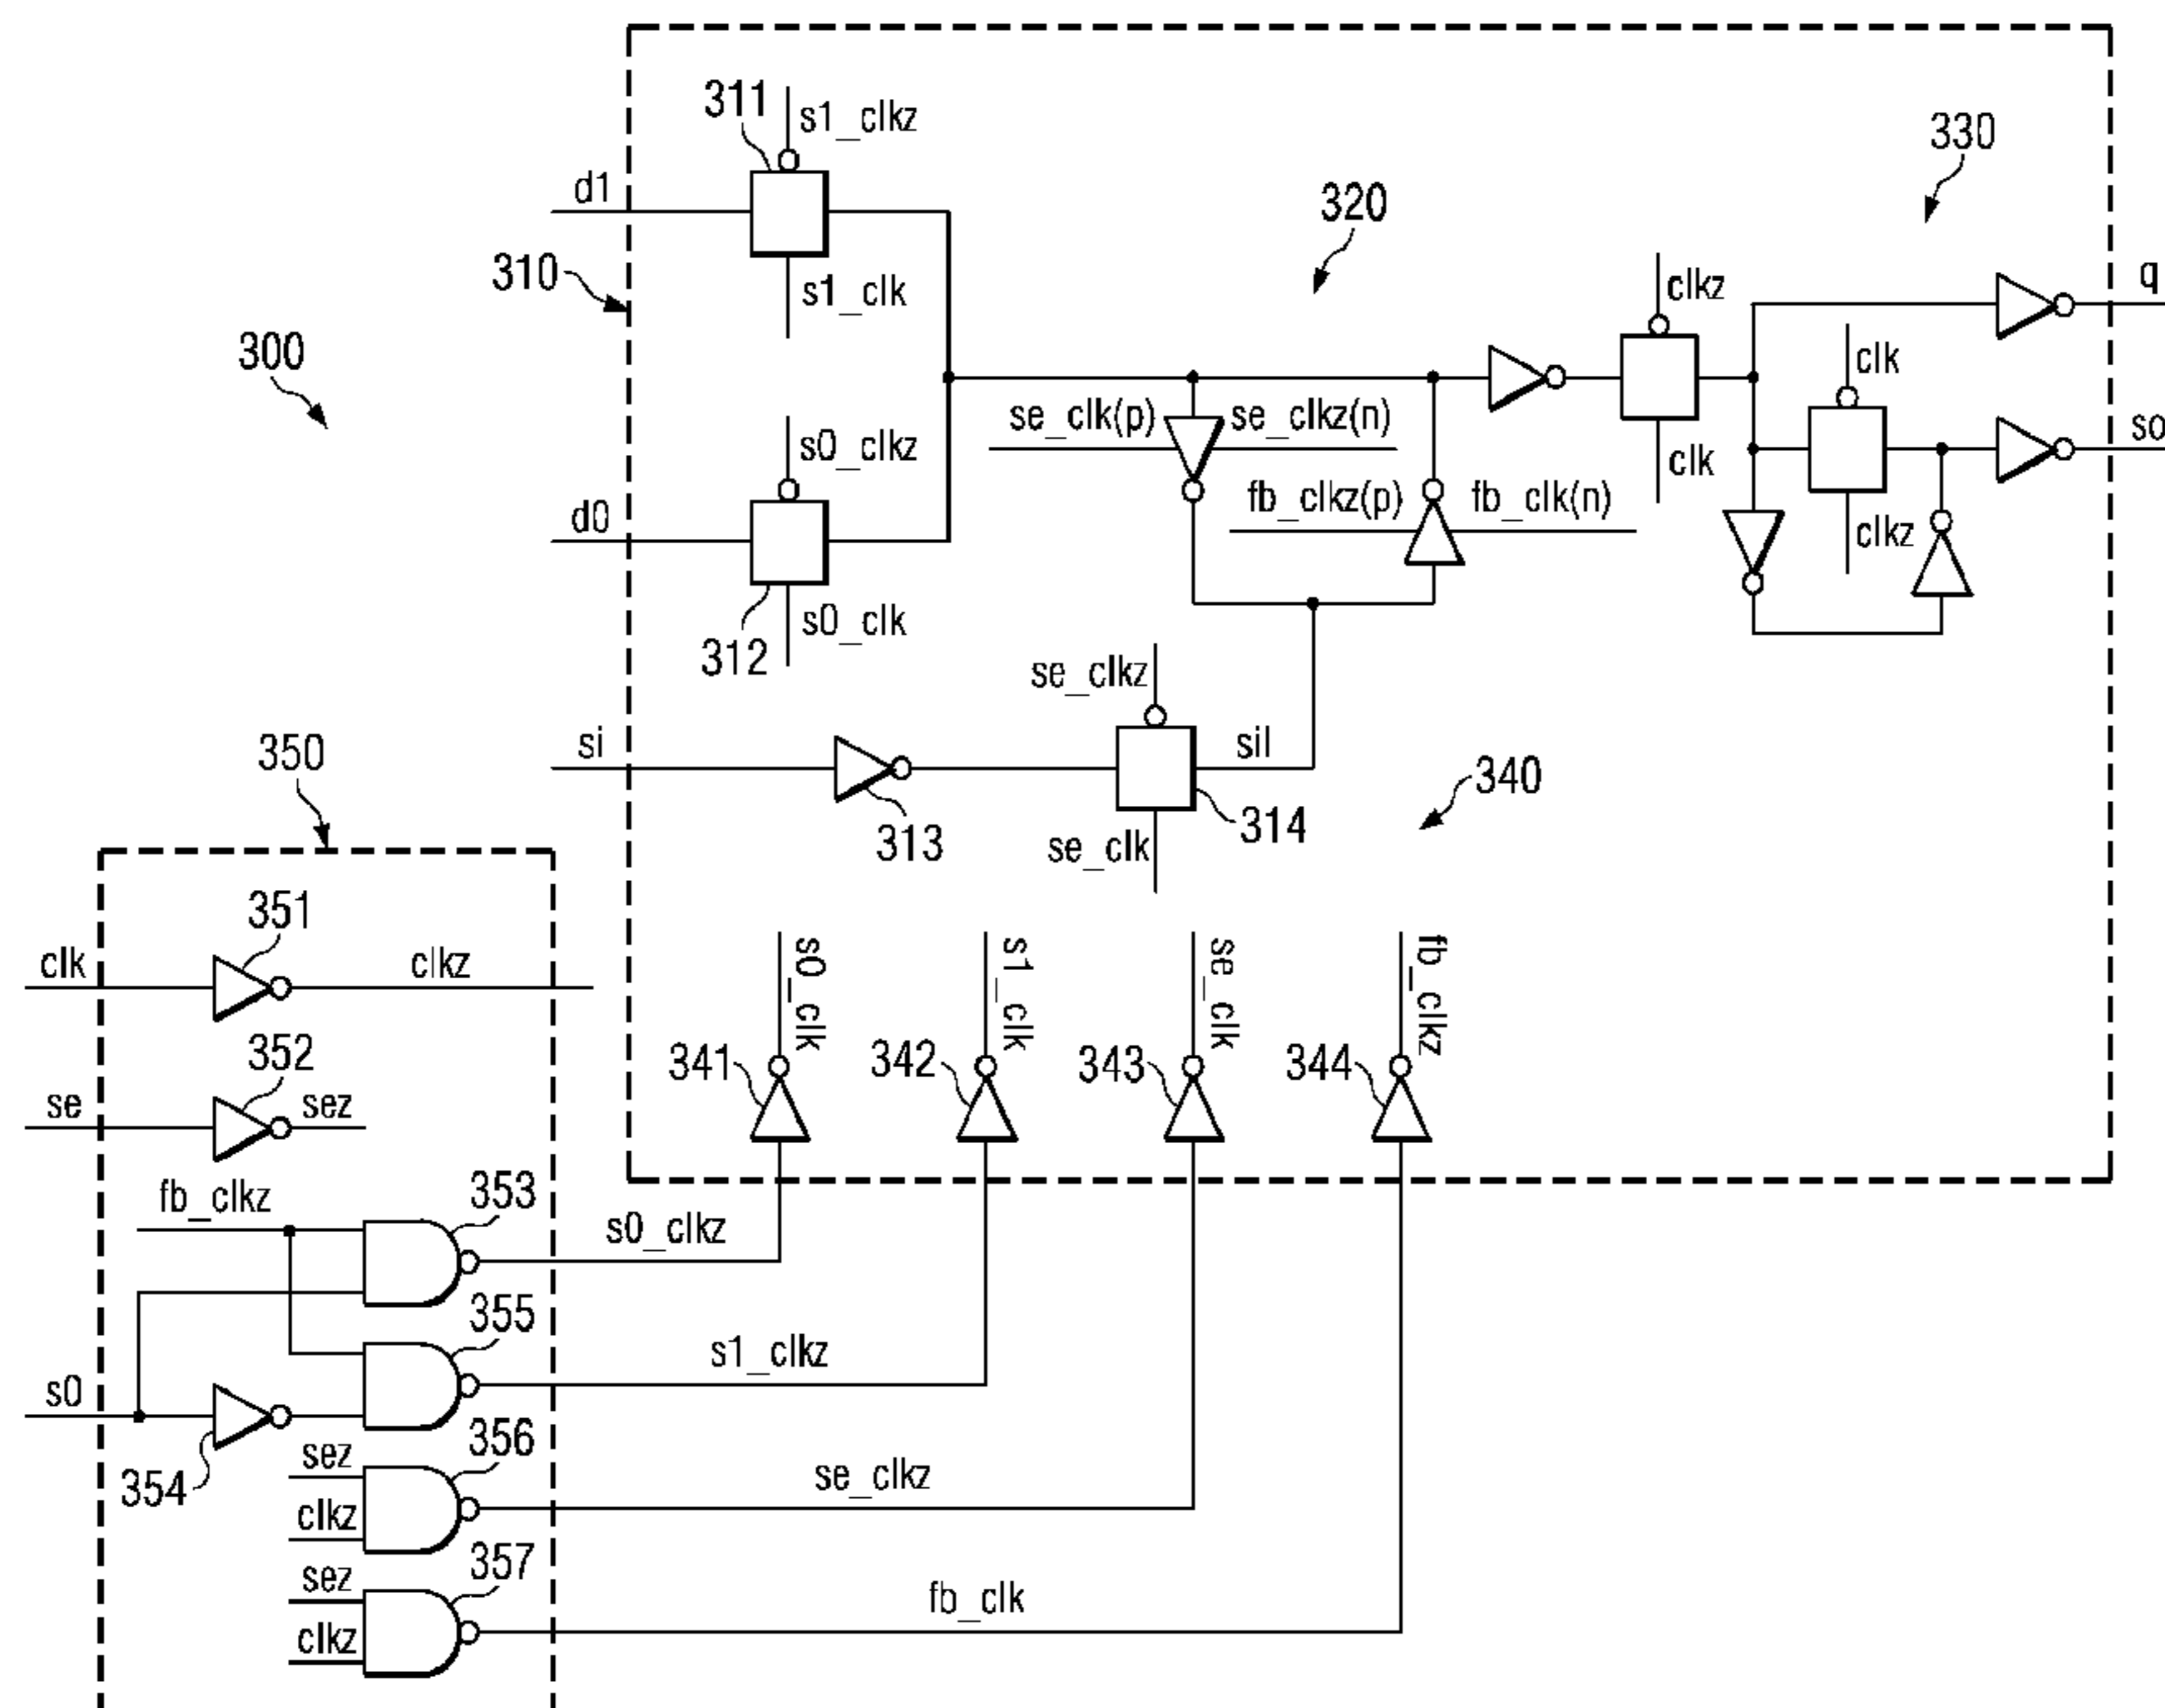 311
s1_clkz
330
d1
320
310
s1_clk
clkz
q
300
clk
s0_clkz
se_clk(p)
se_clkz(n)
clk
so
d0
fb_clkz(p)
fb_clk(n)
clkz
s0_clk
312
se_clkz
350
si
sil
340
313
314
se_clk
351
clk
clkz
s0_clk
s1_clk
se_clk
fb_clkz
352
341
342
343
344
se
sez
fb_clkz
353
s0_clkz
355
s1_clkz
s0
356
354
sez
se_clkz
clkz
357
sez
fb_clk
clkz